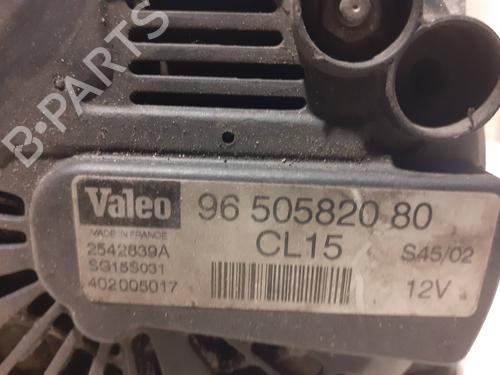 B-PARTS
Valeo 96 505820 80
MADE IN FRANCE CL15 S45/02
2542839A
SG15S031
402005017 12V